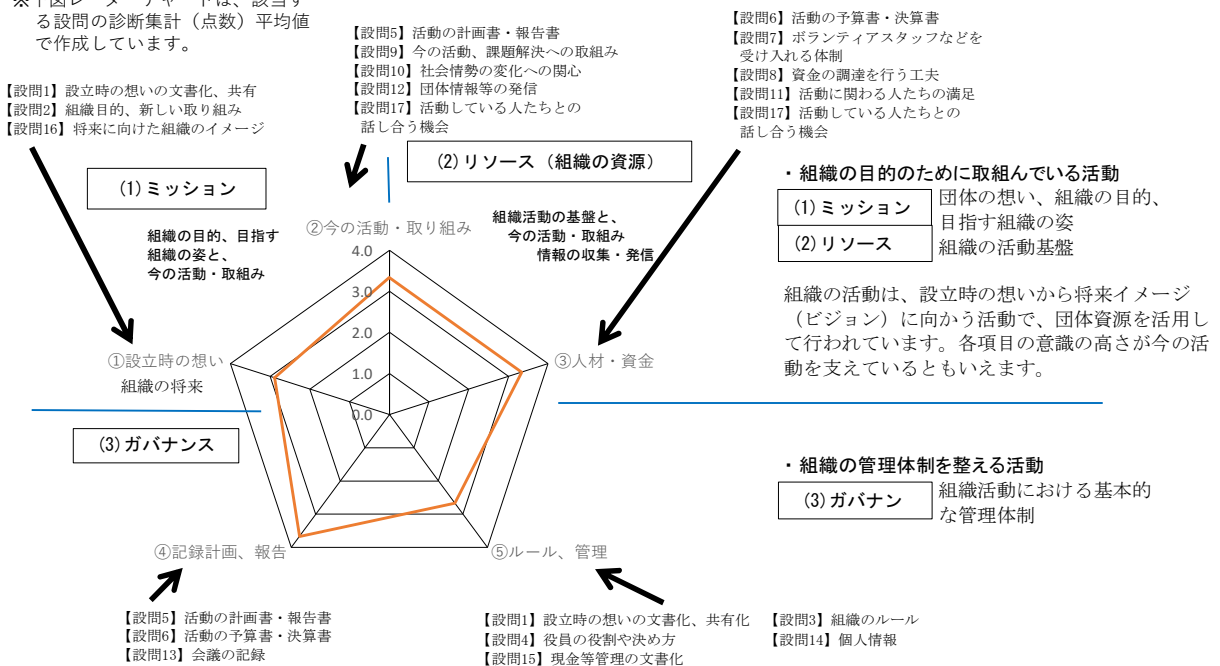 ※下図レーダーチャートは、該当す
る設問の診断集計（点数）平均値
で作成しています。
【設問1】設立時の想いの文書化、共有
【設問2】組織目的、新しい取り組み
【設問16】将来に向けた組織のイメージ
【設問5】活動の計画書・報告書
【設問9】今の活動、課題解決への取組み
【設問10】社会情勢の変化への関心
【設問12】団体情報等の発信
【設問17】活動している人たちとの
話し合う機会
【設問6】活動の予算書・決算書
【設問7】ボランティアスタッフなどを
受け入れる体制
【設問8】資金の調達を行う工夫
【設問11】活動に関わる人たちの満足
【設問17】活動している人たちとの
話し合う機会
(1)ミッション
(2)リソース（組織の資源）
組織の目的、目指す
組織の姿と、
今の活動・取組み
②今の活動・取り組み
組織活動の基盤と、
今の活動・取組み
情報の収集・発信
4.0
3.0
2.0
1.0
0.0
①設立時の想い
組織の将来
③人材・資金
(3)ガバナンス
④記録計画、報告
⑤ルール、管理
・組織の目的のために取組んでいる活動
(1)ミッション
団体の想い、組織の目的、
目指す組織の姿
(2)リソース
組織の活動基盤
組織の活動は、設立時の想いから将来イメージ
（ビジョン）に向かう活動で、団体資源を活用し
て行われています。各項目の意識の高さが今の活
動を支えているともいえます。
・組織の管理体制を整える活動
(3)ガバナン
組織活動における基本的
な管理体制
【設問5】活動の計画書・報告書
【設問6】活動の予算書・決算書
【設問13】会議の記録
【設問1】設立時の想いの文書化、共有化
【設問4】役員の役割や決め方
【設問15】現金等管理の文書化
【設問3】組織のルール
【設問14】個人情報